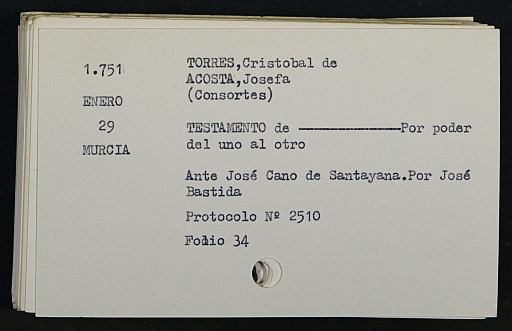 1.751
ENERO
29
MURCIA
TORRES,Cristobal de
ACOSTA,Josefa
(Consortes)
TESTAMENTO de ----------------Por poder
del uno al otro
Ante José Cano de Santayana.Por José
Bastida
Protocolo Nº 2510
Folio 34